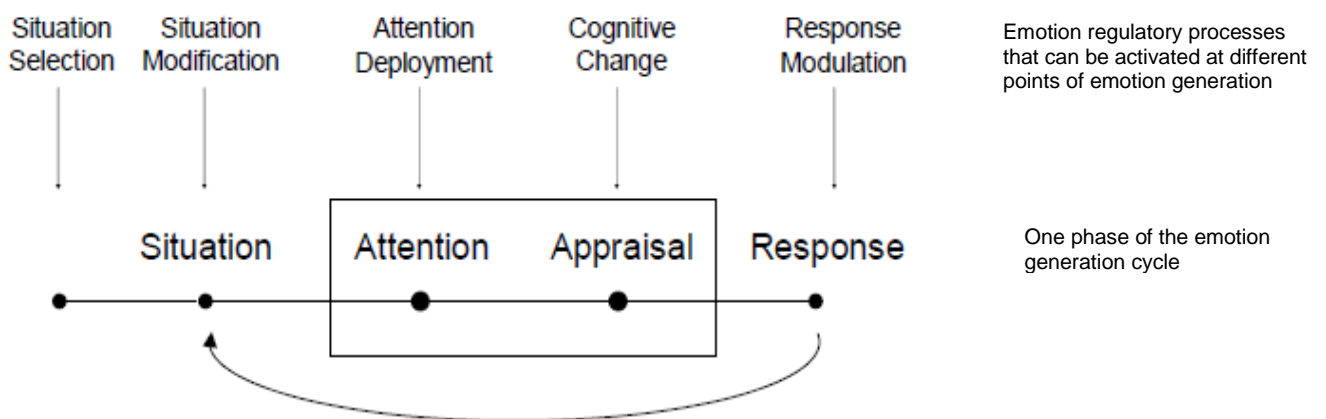 Situation
Selection
Situation
Modification
Attention
Deployment
Cognitive
Change
Response
Modulation
Emotion regulatory processes
that can be activated at different
points of emotion generation
Situation
Attention
Appraisal
Response
One phase of the emotion
generation cycle